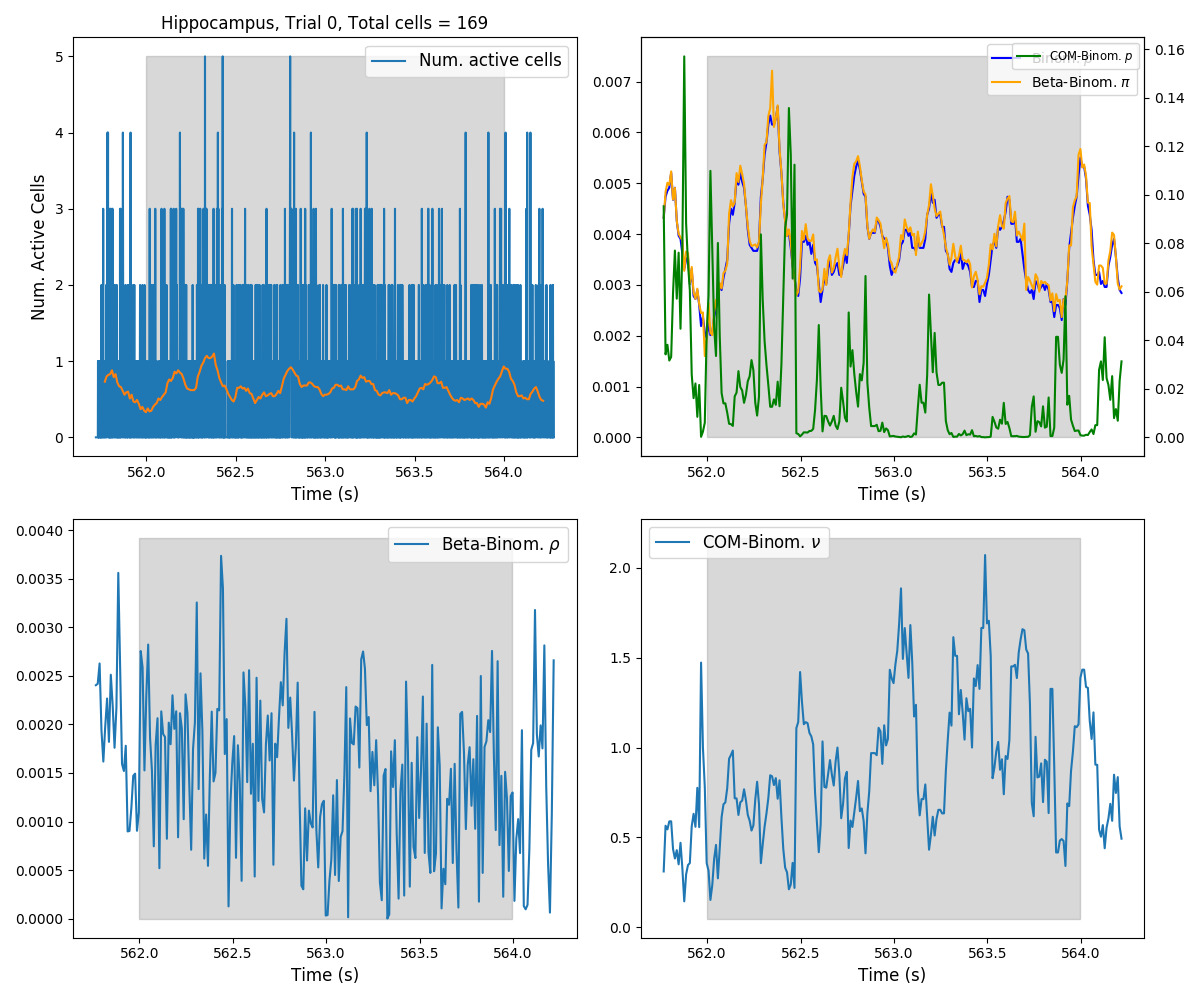 Hippocampus, Trial 0, Total cells = 169
Num. active cells
Num. Active Cells
5
4
3
2
1
0
562.0 562.5 563.0 563.5 564.0
Time (s)
COM-Binom. p
Beta-Binom. π
0.007
0.006
0.005
0.004
0.003
0.002
0.001
0.000
0.16
0.14
0.12
0.10
0.08
0.06
0.04
0.02
0.00
562.0 562.5 563.0 563.5 564.0
Time (s)
Beta-Binom. ρ
0.0040
0.0035
0.0030
0.0025
0.0020
0.0015
0.0010
0.0005
0.0000
562.0 562.5 563.0 563.5 564.0
Time (s)
COM-Binom. ν
2.0
1.5
1.0
0.5
0.0
562.0 562.5 563.0 563.5 564.0
Time (s)